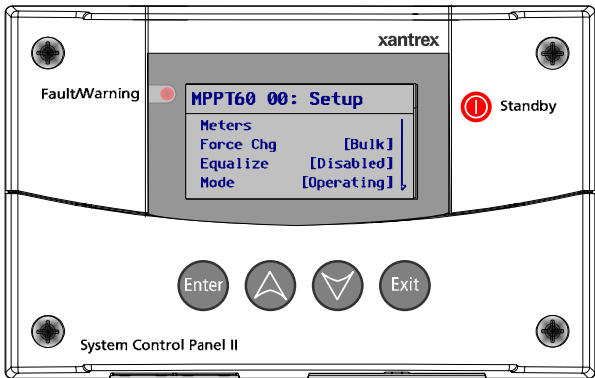 xantrex
Fault/Warning
Standby
MPPT60 00: Setup
Meters
Force Chg [Bulk]
Equalize [Disabled]
Mode [Operating]
Enter
Exit
System Control Panel II